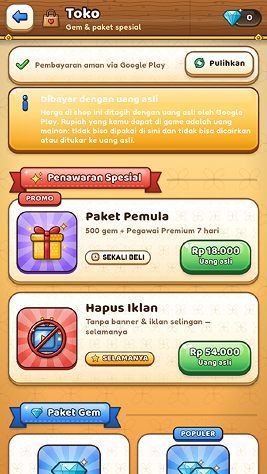 Toko
Gem & paket spesial
0
Pembayaran aman via Google Play
Pulihkan
Dibayar dengan uang asli
Harga di shop ini ditagih dengan uang asli oleh Google
Play. Rupiah yang kamu dapat di game adalah uang
mainan: tidak bisa dipakai di sini dan tidak bisa dicairkan
atau ditukar ke uang asli.
Penawaran Spesial
PROMO
Paket Pemula
500 gem + Pegawai Premium 7 hari
SEKALI BELI
Rp 18.000
Uang asli
Hapus Iklan
Tanpa banner & iklan selingan —
selamanya
SELAMANYA
Rp 54.000
Uang asli
Paket Gem
POPULER